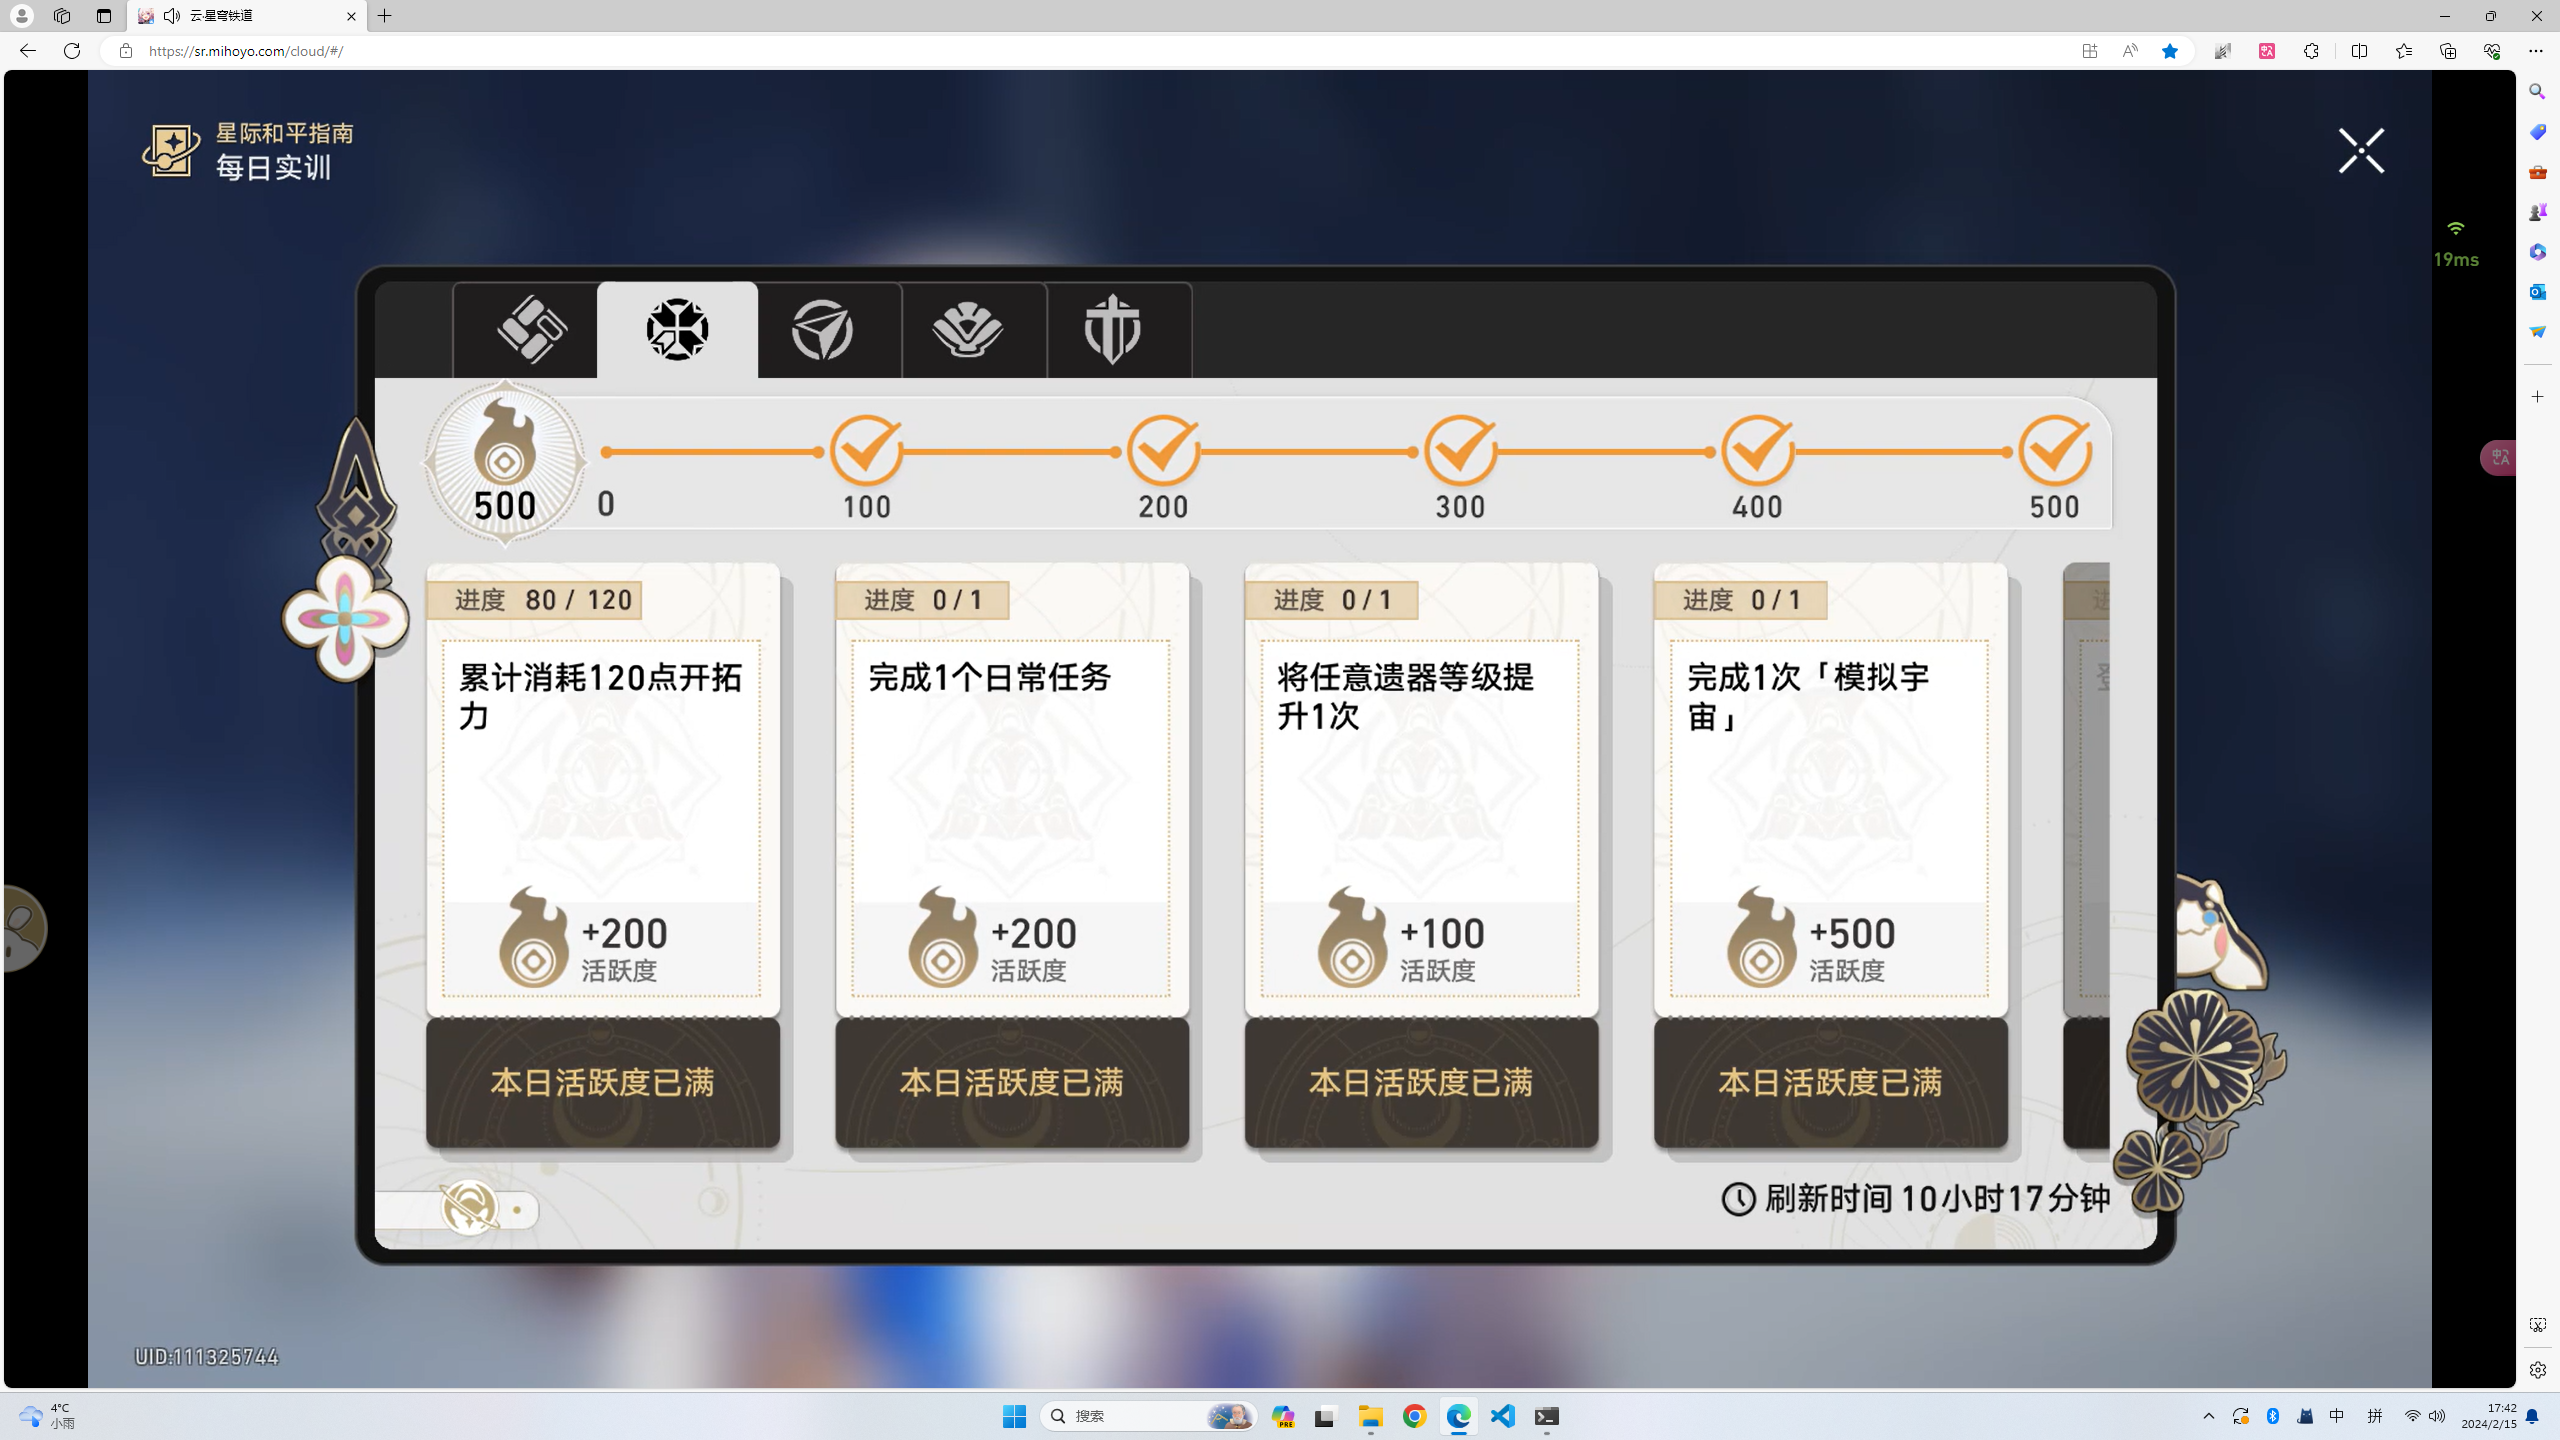 云·星穹铁道
https://sr.mihoyo.com/cloud/#/
星际和平指南
每日实训
19ms
500
0
100
200
300
400
500
进度 80 / 120
累计消耗120点开拓
力
+200
活跃度
本日活跃度已满
进度 0 / 1
完成1个日常任务
+200
活跃度
本日活跃度已满
进度 0 / 1
将任意遗器等级提
升1次
+100
活跃度
本日活跃度已满
进度 0 / 1
完成1次「模拟宇
宙」
+500
活跃度
本日活跃度已满
刷新时间 10小时17分钟
UID:111325744
4°C
小雨
搜索
PRE
中
拼
17:42
2024/2/15